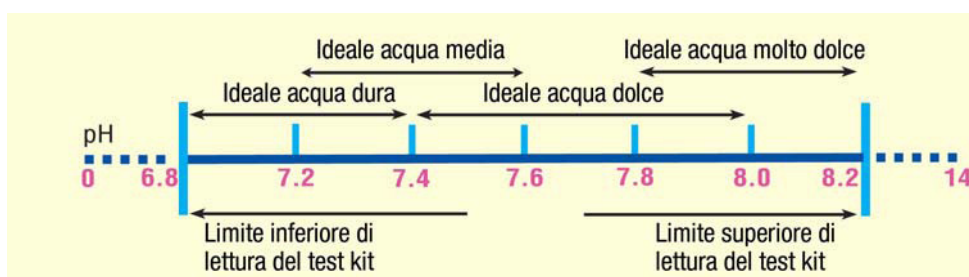 Ideale acqua media
Ideale acqua molto dolce
Ideale acqua dura
Ideale acqua dolce
pH
0 6.8 7.2 7.4 7.6 7.8 8.0 8.2 14
Limite inferiore di
lettura del test kit
Limite superiore di
lettura del test kit